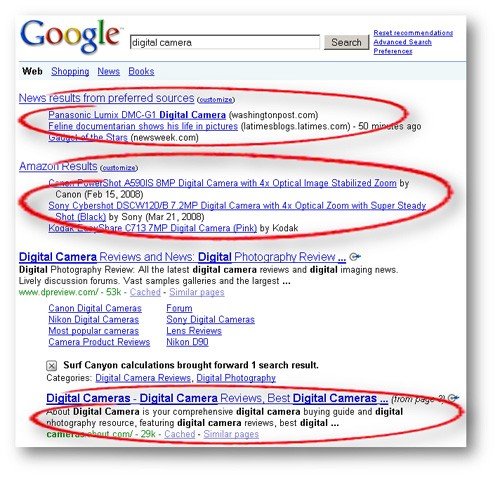 Google
digital camera
Search
Reset recommendations
Advanced Search
Preferences
Web Shopping News Books
News results from preferred sources (customize)
Panasonic Lumix DMC-G1 Digital Camera (washingtonpost.com)
Feline documentarian shows his life in pictures (latimesblogs.latimes.com) - 50 minutes ago
Gadget of the Stars (newsweek.com)
Amazon Results (customize)
Canon PowerShot A590IS 8MP Digital Camera with 4x Optical Image Stabilized Zoom by
Canon (Feb 15, 2008)
Sony Cybershot DSCW120/B 7.2MP Digital Camera with 4x Optical Zoom with Super Steady
Shot (Black) by Sony (Mar 21, 2008)
Kodak EasyShare C713 7MP Digital Camera (Pink) by Kodak
Digital Camera Reviews and News: Digital Photography Review ...
Digital Photography Review: All the latest digital camera reviews and digital imaging news.
Lively discussion forums. Vast samples galleries and the largest ...
www.dpreview.com/ - 53k - Cached - Similar pages
Canon Digital Cameras Forum
Nikon Digital Cameras Sony Digital Cameras
Most popular cameras Lens Reviews
Camera Product Reviews Nikon D90
Surf Canyon calculations brought forward 1 search result.
Categories: Digital Camera Reviews, Digital Photography
Digital Cameras - Digital Camera Reviews, Best Digital Cameras ... (from page 3)
About Digital Camera is your comprehensive digital camera buying guide and digital
photography resource, featuring digital camera reviews, best digital ...
cameras.about.com/ - 29k - Cached - Similar pages